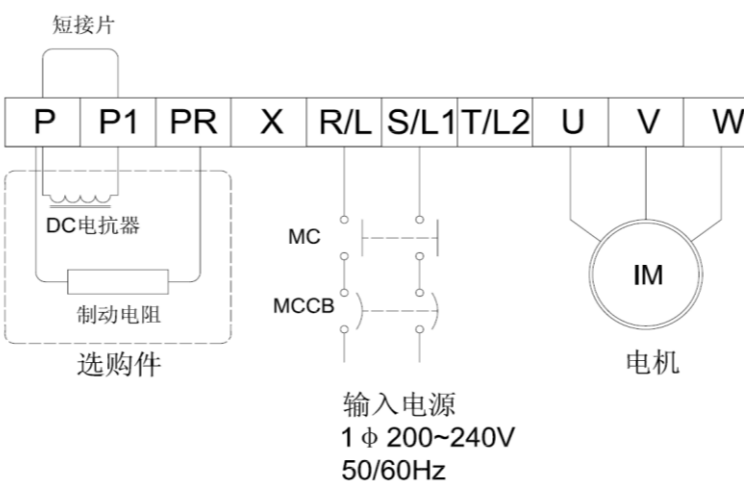 短接片
P P1 PR X R/L S/L1 T/L2 U V W
DC电抗器
制动电阻
选购件
MC
MCCB
IM
电机
输入电源
1 ϕ 200~240V
50/60Hz